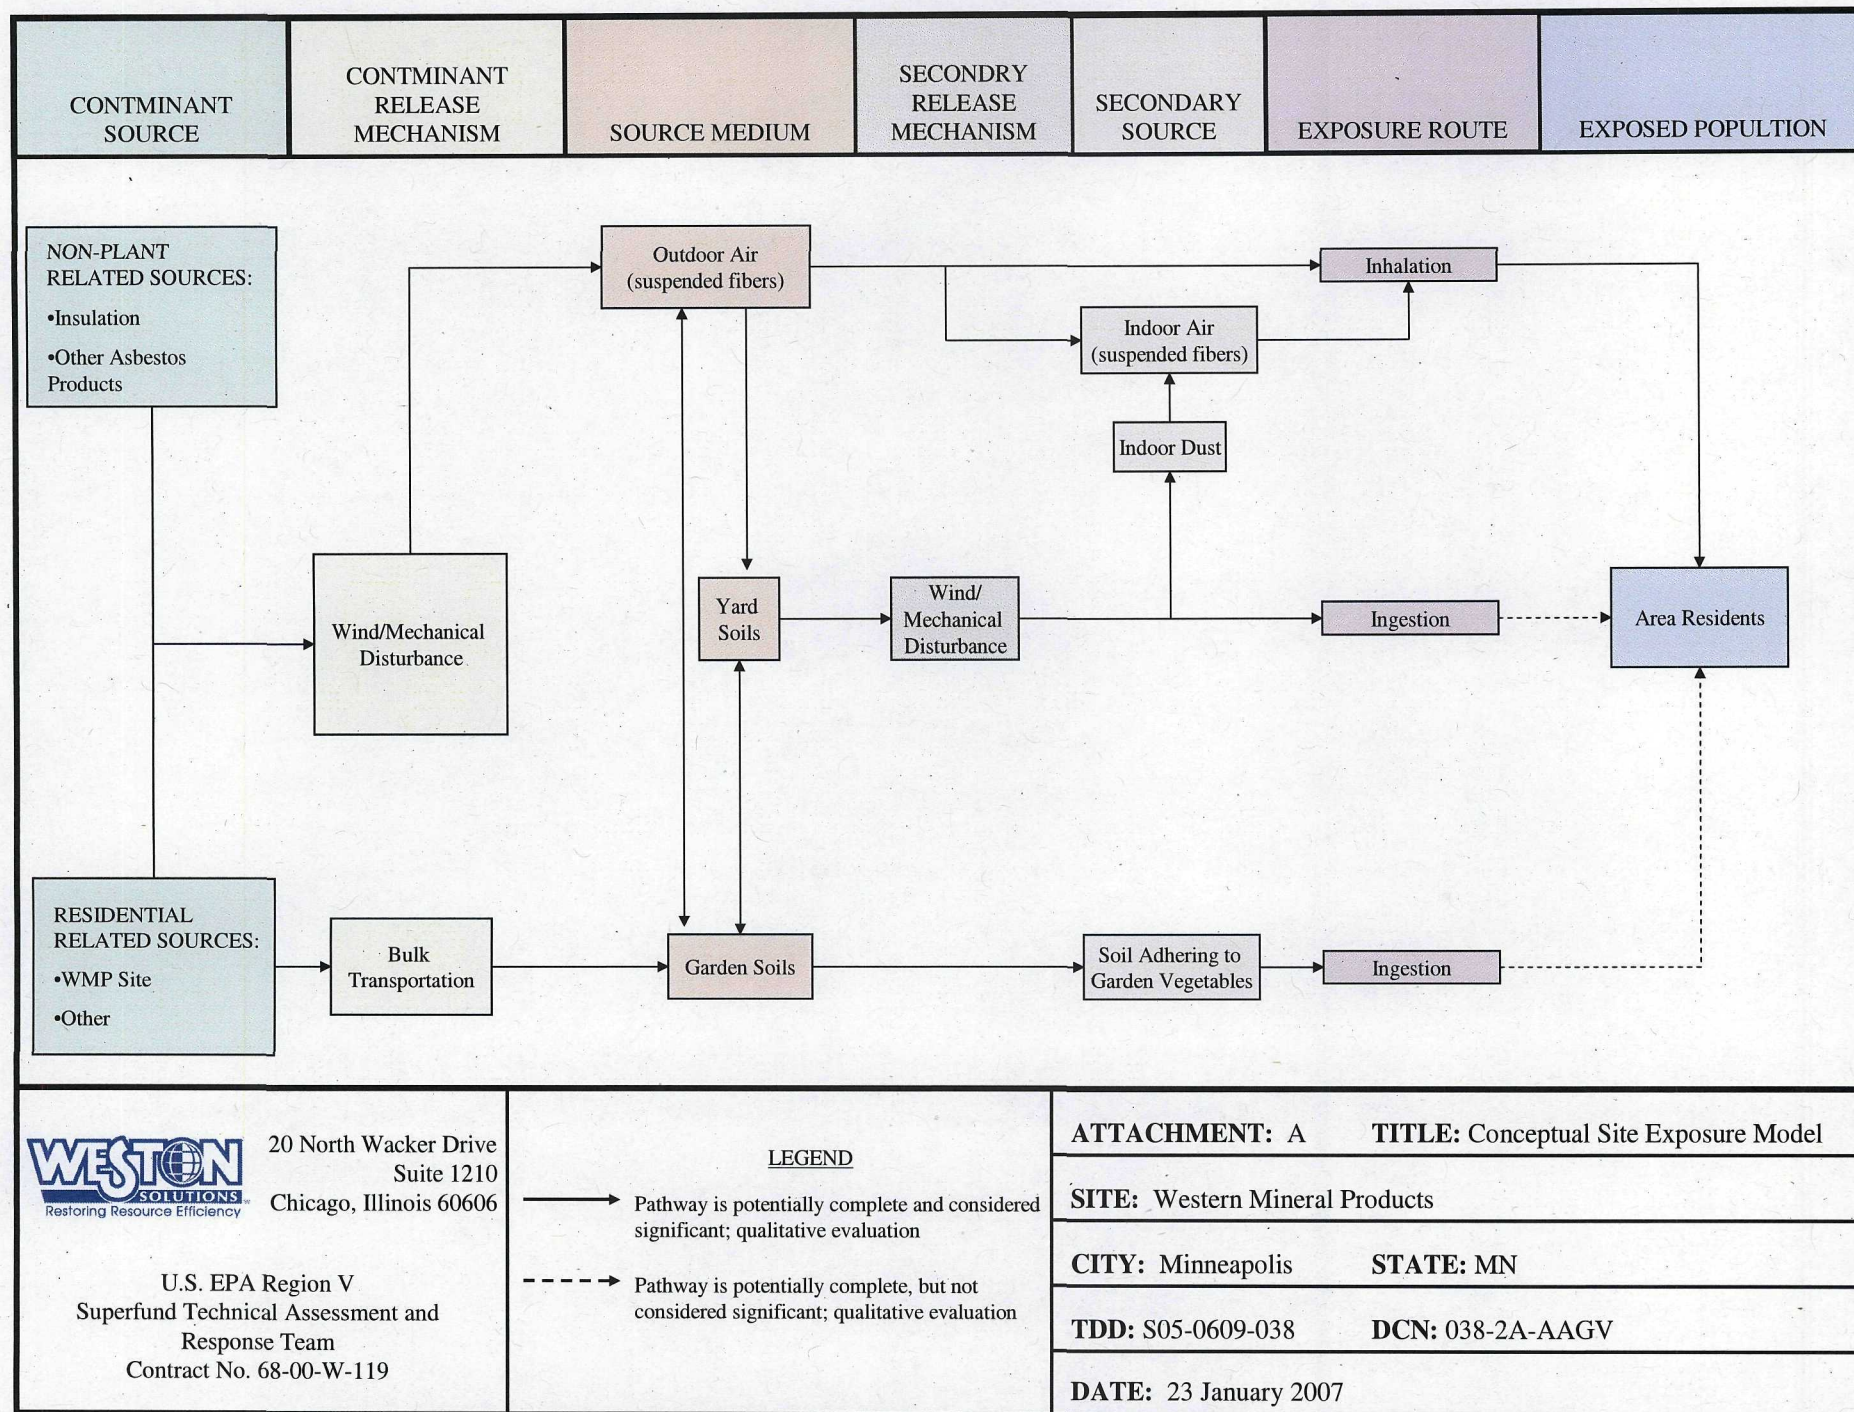 CONTMINANT
SOURCE
CONTMINANT
RELEASE
MECHANISM
SOURCE MEDIUM
SECONDRY
RELEASE
MECHANISM
SECONDARY
SOURCE
EXPOSURE ROUTE
EXPOSED POPULTION
NON-PLANT
RELATED SOURCES:
•Insulation
•Other Asbestos
Products
Outdoor Air
(suspended fibers)
Inhalation
Indoor Air
(suspended fibers)
Indoor Dust
Wind/Mechanical
Disturbance
Yard
Soils
Wind/
Mechanical
Disturbance
Ingestion
Area Residents
RESIDENTIAL
RELATED SOURCES:
•WMP Site
•Other
Bulk
Transportation
Garden Soils
Soil Adhering to
Garden Vegetables
Ingestion
WESTON
SOLUTIONS
Restoring Resource Efficiency
20 North Wacker Drive
Suite 1210
Chicago, Illinois 60606
U.S. EPA Region V
Superfund Technical Assessment and
Response Team
Contract No. 68-00-W-119
LEGEND
Pathway is potentially complete and considered
significant; qualitative evaluation
Pathway is potentially complete, but not
considered significant; qualitative evaluation
ATTACHMENT: A TITLE: Conceptual Site Exposure Model
SITE: Western Mineral Products
CITY: Minneapolis STATE: MN
TDD: S05-0609-038 DCN: 038-2A-AAGV
DATE: 23 January 2007